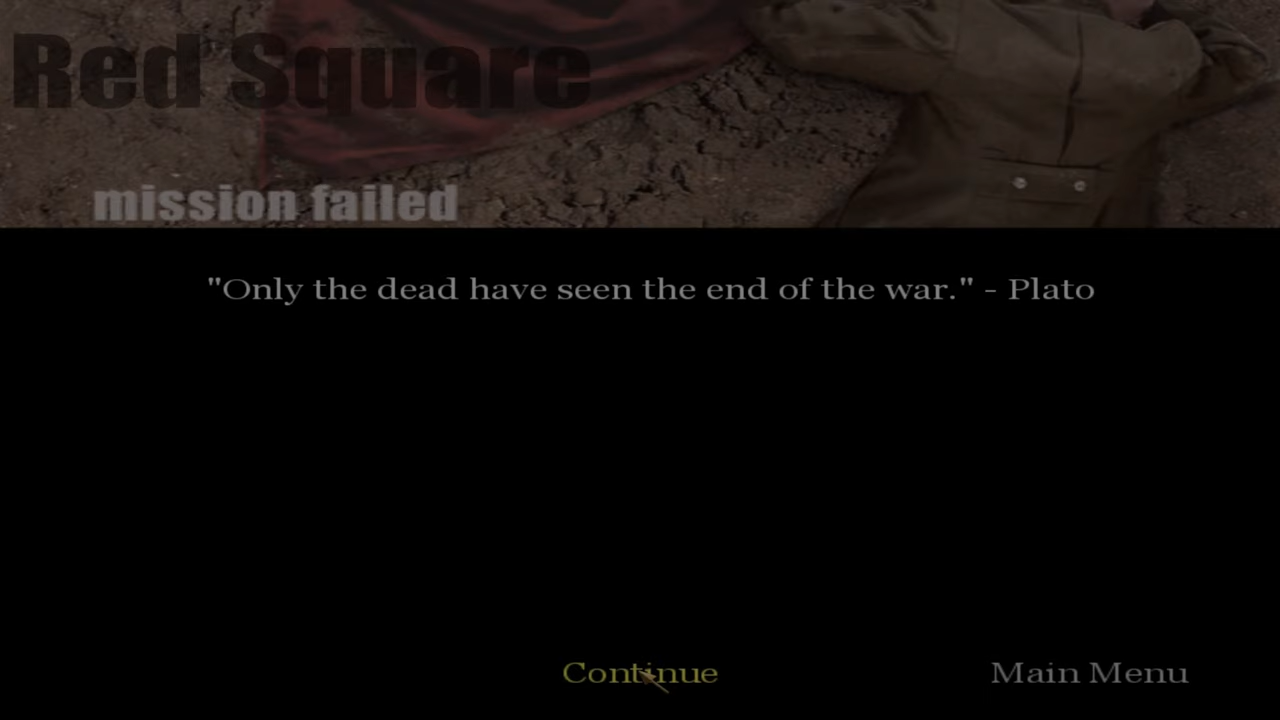 Red Square
mission failed
"Only the dead have seen the end of the war." - Plato
Continue
Main Menu